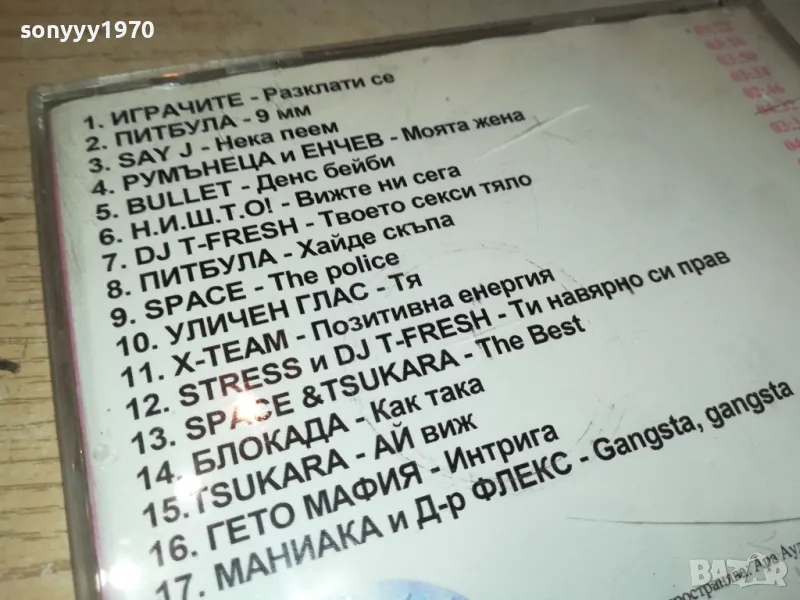 sonyyy1970
1. ИГРАЧИТЕ - Разклати се
2. ПИТБУЛА - 9 мм
3. SAY J - Нека пеем
4. РУМЪНЕЦА и ЕНЧЕВ - Моята жена
5. BULLET - Денс бейби
6. Н.И.Ш.Т.О! - Вижте ни сега
7. DJ T-FRESH - Твоето секси тяло
8. ПИТБУЛА - Хайде скъпа
9. SPACE - The police
10. УЛИЧЕН ГЛАС - Тя
11. X-TEAM - Позитивна енергия
12. STRESS и DJ T-FRESH - Ти навярно си прав
13. SPACE &TSUKARA - The Best
14. БЛОКАДА - Как така
15.TSUKARA - АЙ виж
16. ГЕТО МАФИЯ - Интрига
17. МАНИАКА и Д-р ФЛЕКС - Gangsta, gangsta
BAZAR